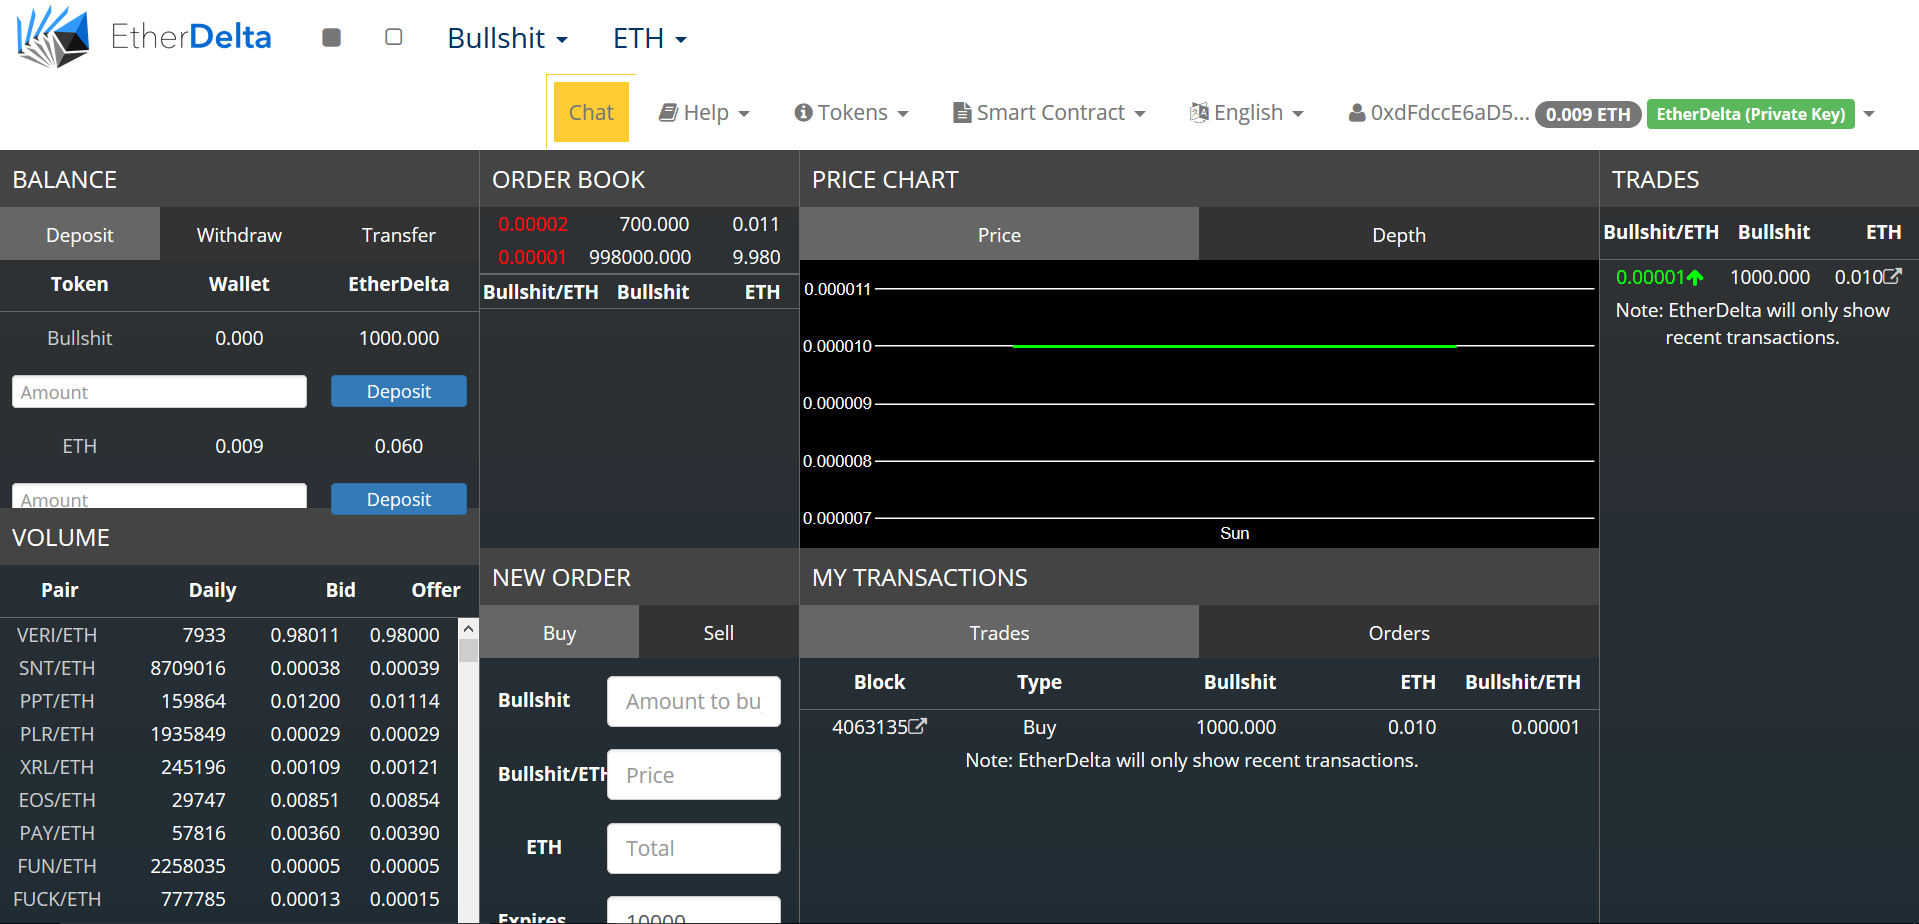 EtherDelta
Bullshit ETH
Chat Help Tokens Smart Contract English 0xdFdccE6aD5... 0.009 ETH EtherDelta (Private Key)
BALANCE
Deposit Withdraw Transfer
Token Wallet EtherDelta
Bullshit 0.000 1000.000
Amount Deposit
ETH 0.009 0.060
Amount Deposit
VOLUME
Pair Daily Bid Offer
VERI/ETH 7933 0.98011 0.98000
SNT/ETH 8709016 0.00038 0.00039
PPT/ETH 159864 0.01200 0.01114
PLR/ETH 1935849 0.00029 0.00029
XRL/ETH 245196 0.00109 0.00121
EOS/ETH 29747 0.00851 0.00854
PAY/ETH 57816 0.00360 0.00390
FUN/ETH 2258035 0.00005 0.00005
FUCK/ETH 777785 0.00013 0.00015
ORDER BOOK
0.00002 700.000 0.011
0.00001 998000.000 9.980
Bullshit/ETH Bullshit ETH
NEW ORDER
Buy Sell
Bullshit Amount to bu
Bullshit/ETH Price
ETH Total
Expires 10000
PRICE CHART
Price Depth
0.000011
0.000010
0.000009
0.000008
0.000007
Sun
MY TRANSACTIONS
Trades Orders
Block Type Bullshit ETH Bullshit/ETH
4063135 Buy 1000.000 0.010 0.00001
Note: EtherDelta will only show recent transactions.
TRADES
Bullshit/ETH Bullshit ETH
0.00001 1000.000 0.010
Note: EtherDelta will only show
recent transactions.